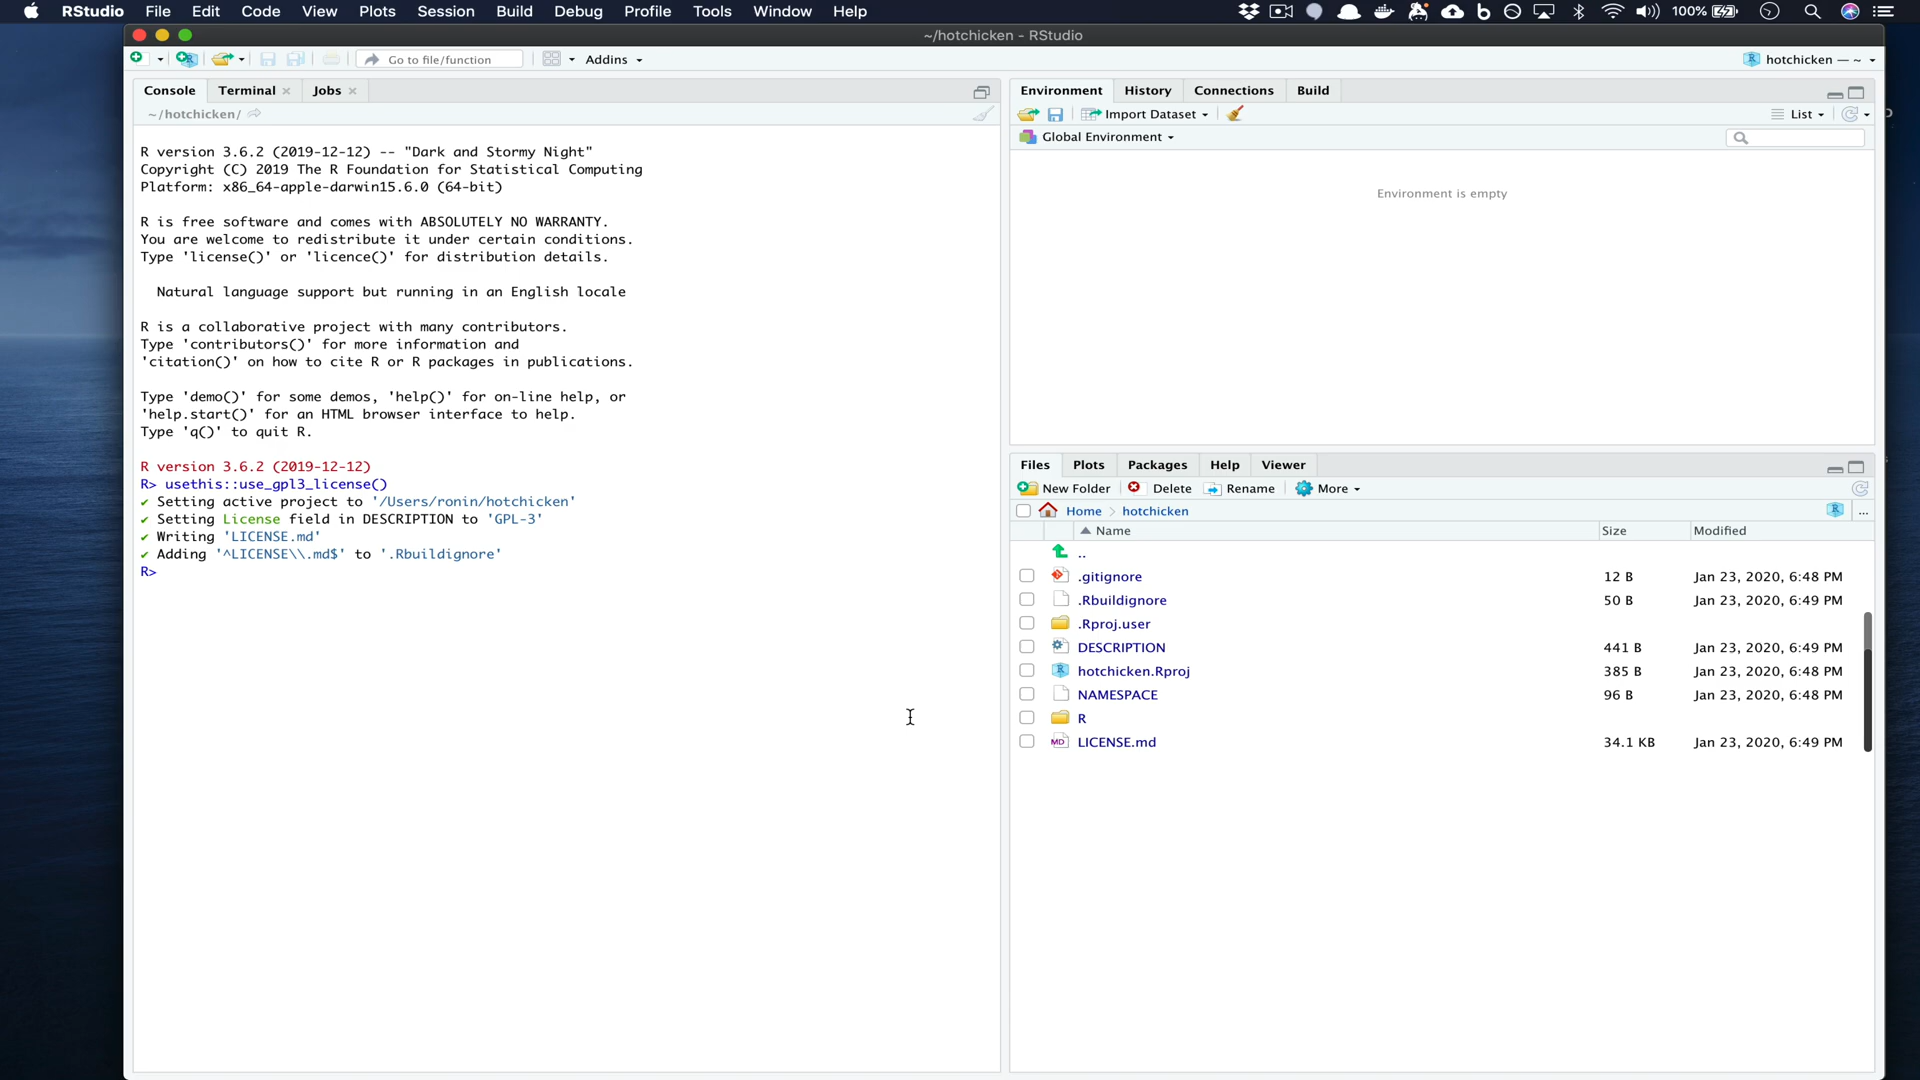 RStudio File Edit Code View Plots Session Build Debug Profile Tools Window Help 100%
~/hotchicken - RStudio
Go to file/function Addins hotchicken — ~
Console Terminal Jobs
~/hotchicken/
R version 3.6.2 (2019-12-12) -- "Dark and Stormy Night"
Copyright (C) 2019 The R Foundation for Statistical Computing
Platform: x86_64-apple-darwin15.6.0 (64-bit)
R is free software and comes with ABSOLUTELY NO WARRANTY.
You are welcome to redistribute it under certain conditions.
Type 'license()' or 'licence()' for distribution details.
Natural language support but running in an English locale
R is a collaborative project with many contributors.
Type 'contributors()' for more information and
'citation()' on how to cite R or R packages in publications.
Type 'demo()' for some demos, 'help()' for on-line help, or
'help.start()' for an HTML browser interface to help.
Type 'q()' to quit R.
R version 3.6.2 (2019-12-12)
R> usethis::use_gpl3_license()
✔ Setting active project to '/Users/ronin/hotchicken'
✔ Setting License field in DESCRIPTION to 'GPL-3'
✔ Writing 'LICENSE.md'
✔ Adding '^LICENSE\\.md$' to '.Rbuildignore'
R>
Environment History Connections Build
Import Dataset List
Global Environment
Environment is empty
Files Plots Packages Help Viewer
New Folder Delete Rename More
Home > hotchicken ...
Name Size Modified
..
.gitignore 12 B Jan 23, 2020, 6:48 PM
.Rbuildignore 50 B Jan 23, 2020, 6:49 PM
.Rproj.user
DESCRIPTION 441 B Jan 23, 2020, 6:49 PM
hotchicken.Rproj 385 B Jan 23, 2020, 6:48 PM
NAMESPACE 96 B Jan 23, 2020, 6:48 PM
R
LICENSE.md 34.1 KB Jan 23, 2020, 6:49 PM